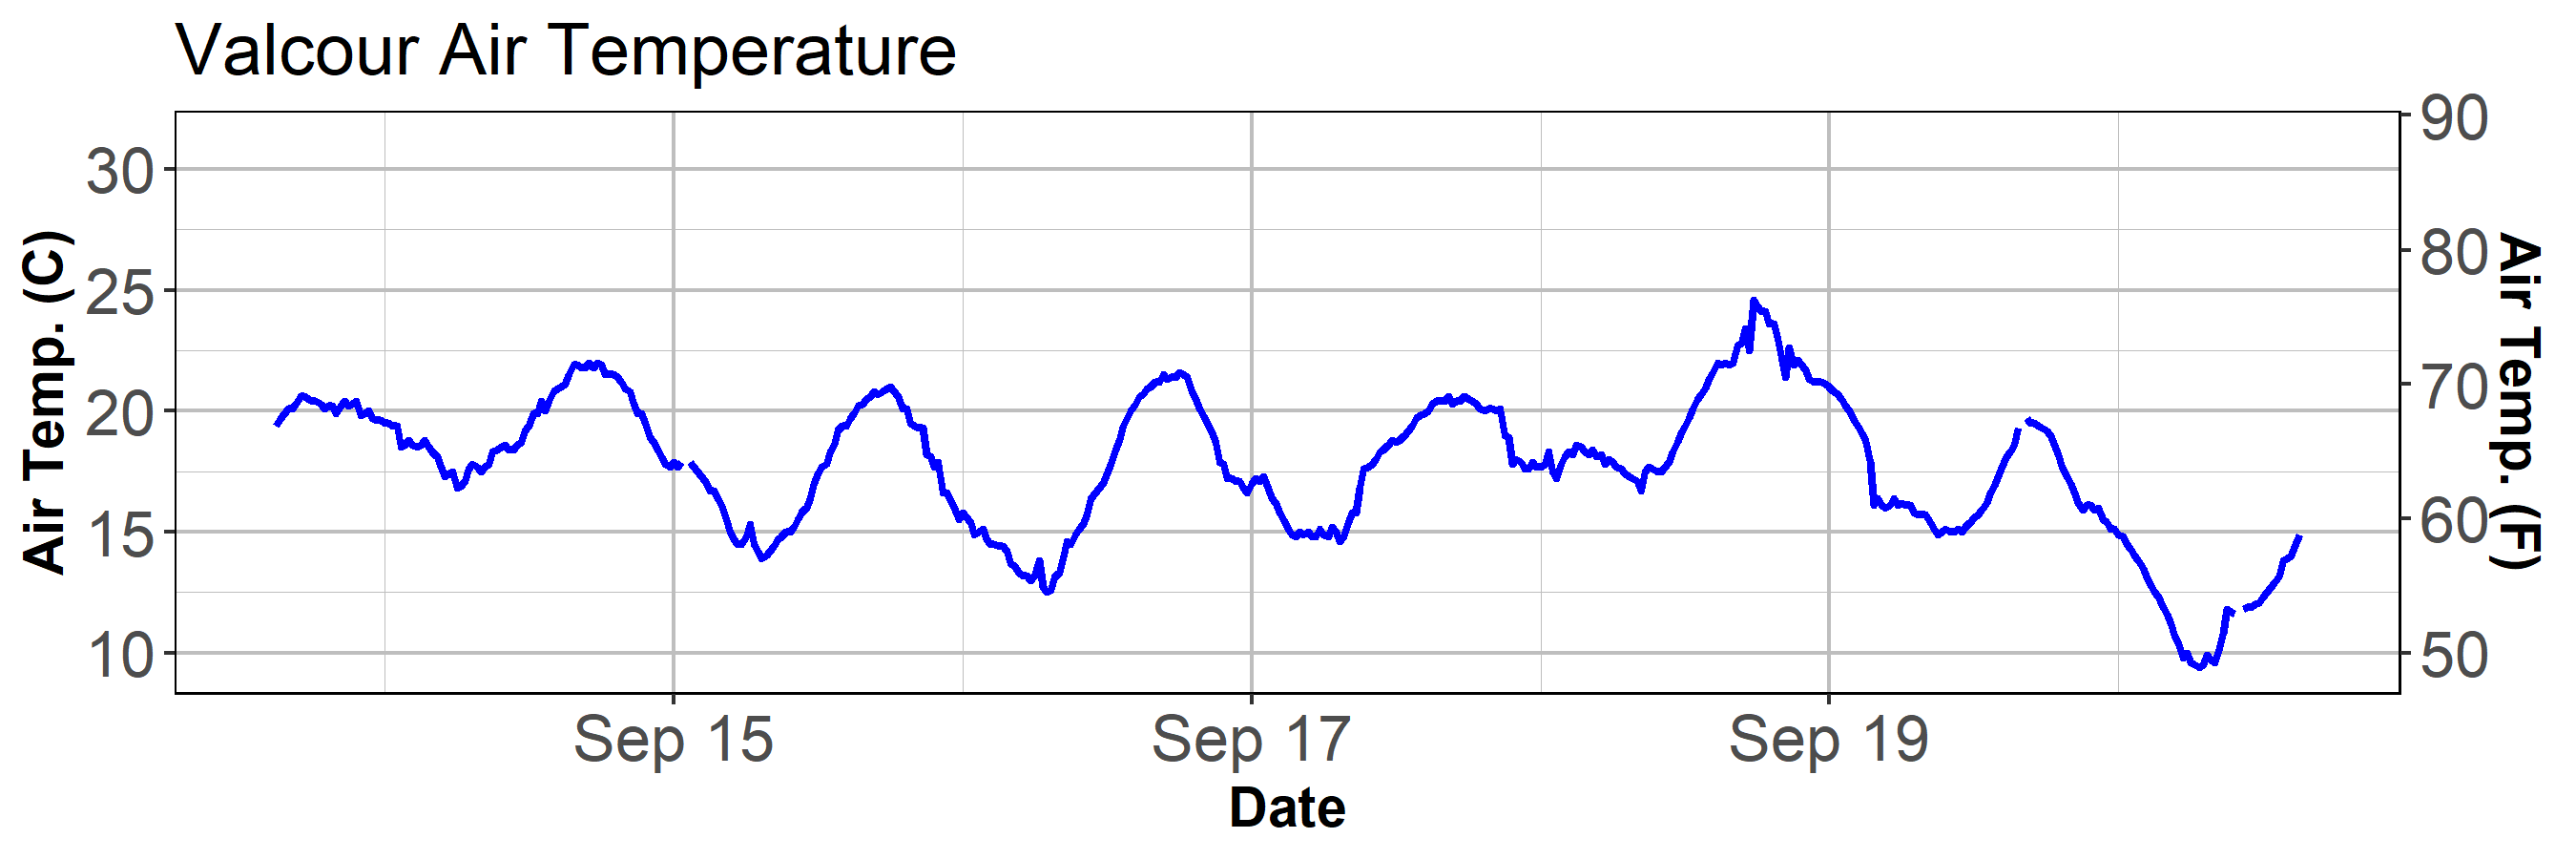 Valcour Air Temperature
Air Temp. (C)
30
25
20
15
10
90
80
70
60
50
Air Temp. (F)
Sep 15
Sep 17
Sep 19
Date